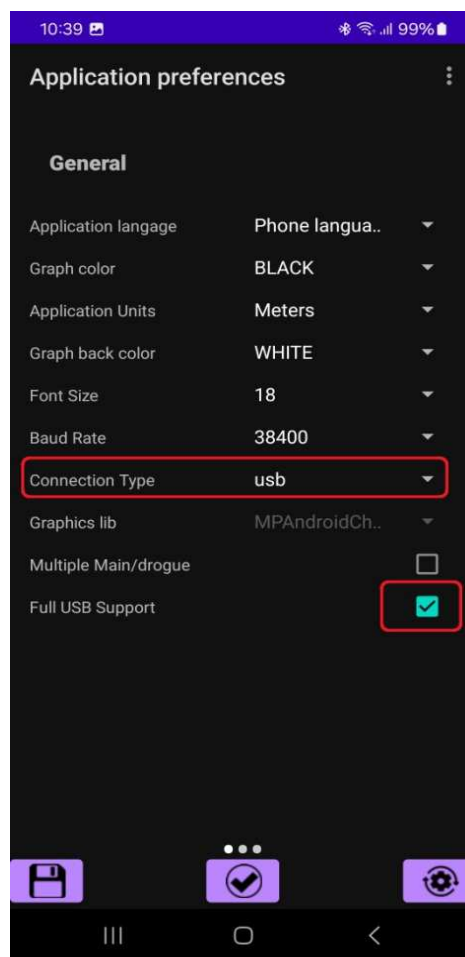 10:39 99%
Application preferences
General
Application langage Phone langua..
Graph color BLACK
Application Units Meters
Graph back color WHITE
Font Size 18
Baud Rate 38400
Connection Type usb
Graphics lib MPAndroidCh..
Multiple Main/drogue
Full USB Support